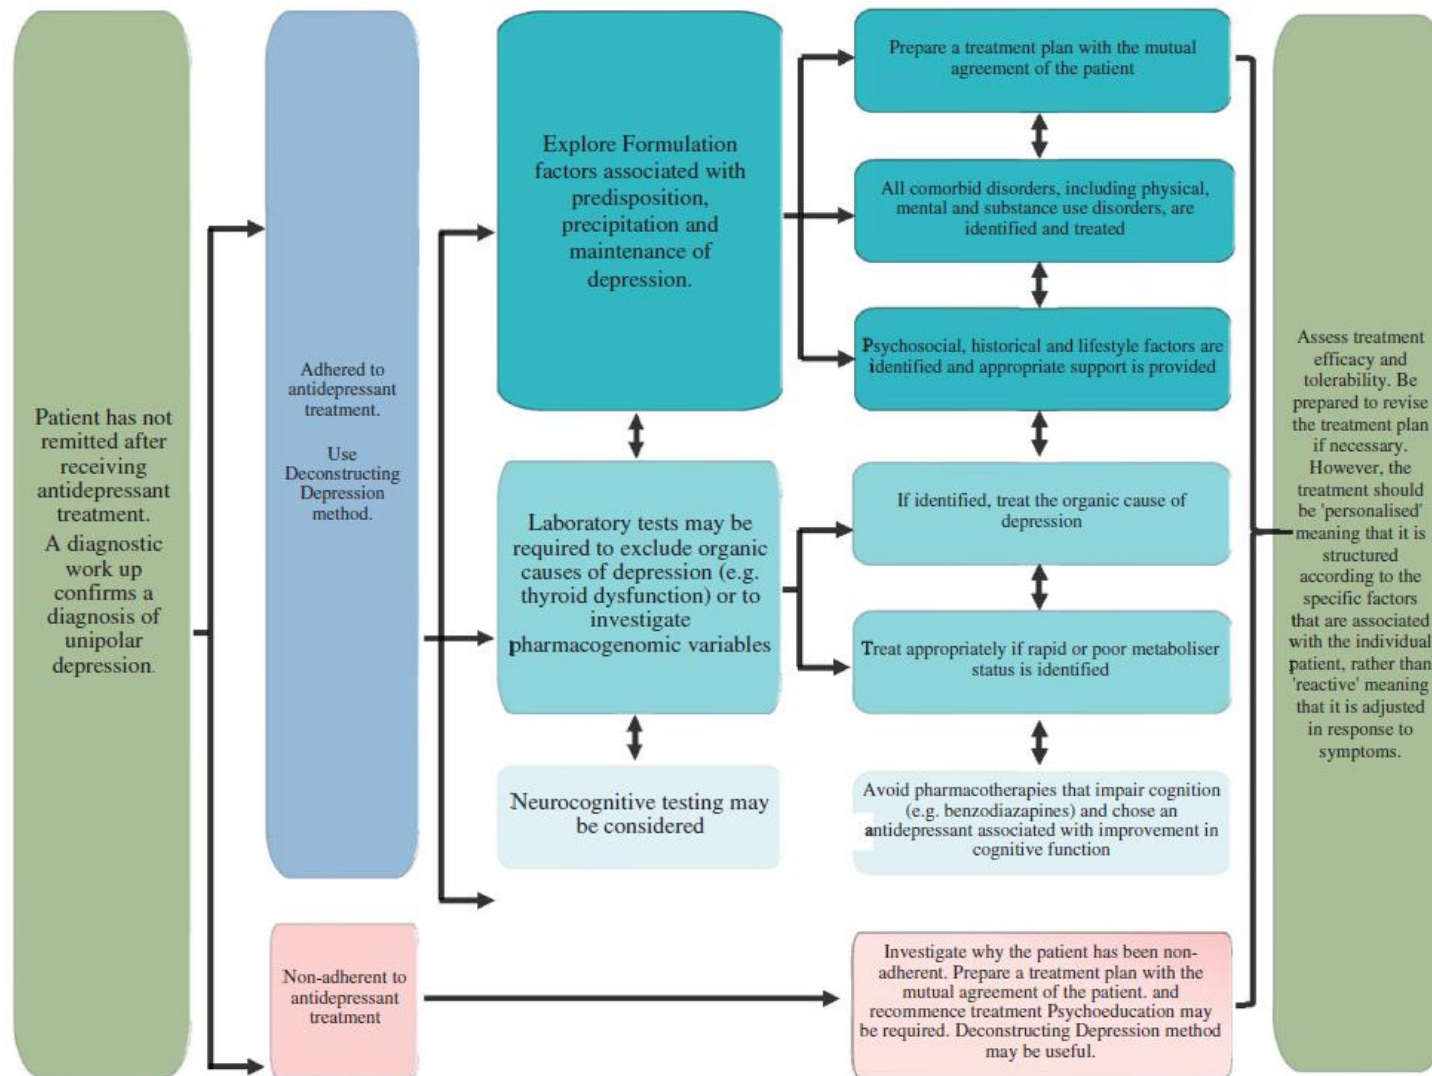 Patient has not
remitted after
receiving
antidepressant
treatment.
A diagnostic
work up
confirms a
diagnosis of
unipolar
depression.
Adhered to
antidepressant
treatment.
Use
Deconstructing
Depression
method.
Non-adherent to
antidepressant
treatment
Explore Formulation
factors associated with
predisposition,
precipitation and
maintenance of
depression.
Laboratory tests may be
required to exclude organic
causes of depression (e.g.
thyroid dysfunction) or to
investigate
pharmacogenomic variables
Neurocognitive testing may
be considered
Prepare a treatment plan with the mutual
agreement of the patient
All comorbid disorders, including physical,
mental and substance use disorders, are
identified and treated
Psychosocial, historical and lifestyle factors are
identified and appropriate support is provided
If identified, treat the organic cause of
depression
Treat appropriately if rapid or poor metaboliser
status is identified
Avoid pharmacotherapies that impair cognition
(e.g. benzodiazapines) and chose an
antidepressant associated with improvement in
cognitive function
Investigate why the patient has been non-
adherent. Prepare a treatment plan with the
mutual agreement of the patient. and
recommence treatment Psychoeducation may
be required. Deconstructing Depression method
may be useful.
Assess treatment
efficacy and
tolerability. Be
prepared to revise
the treatment plan
if necessary.
However, the
treatment should
be 'personalised'
meaning that it is
structured
according to the
specific factors
that are associated
with the individual
patient, rather than
'reactive' meaning
that it is adjusted
in response to
symptoms.